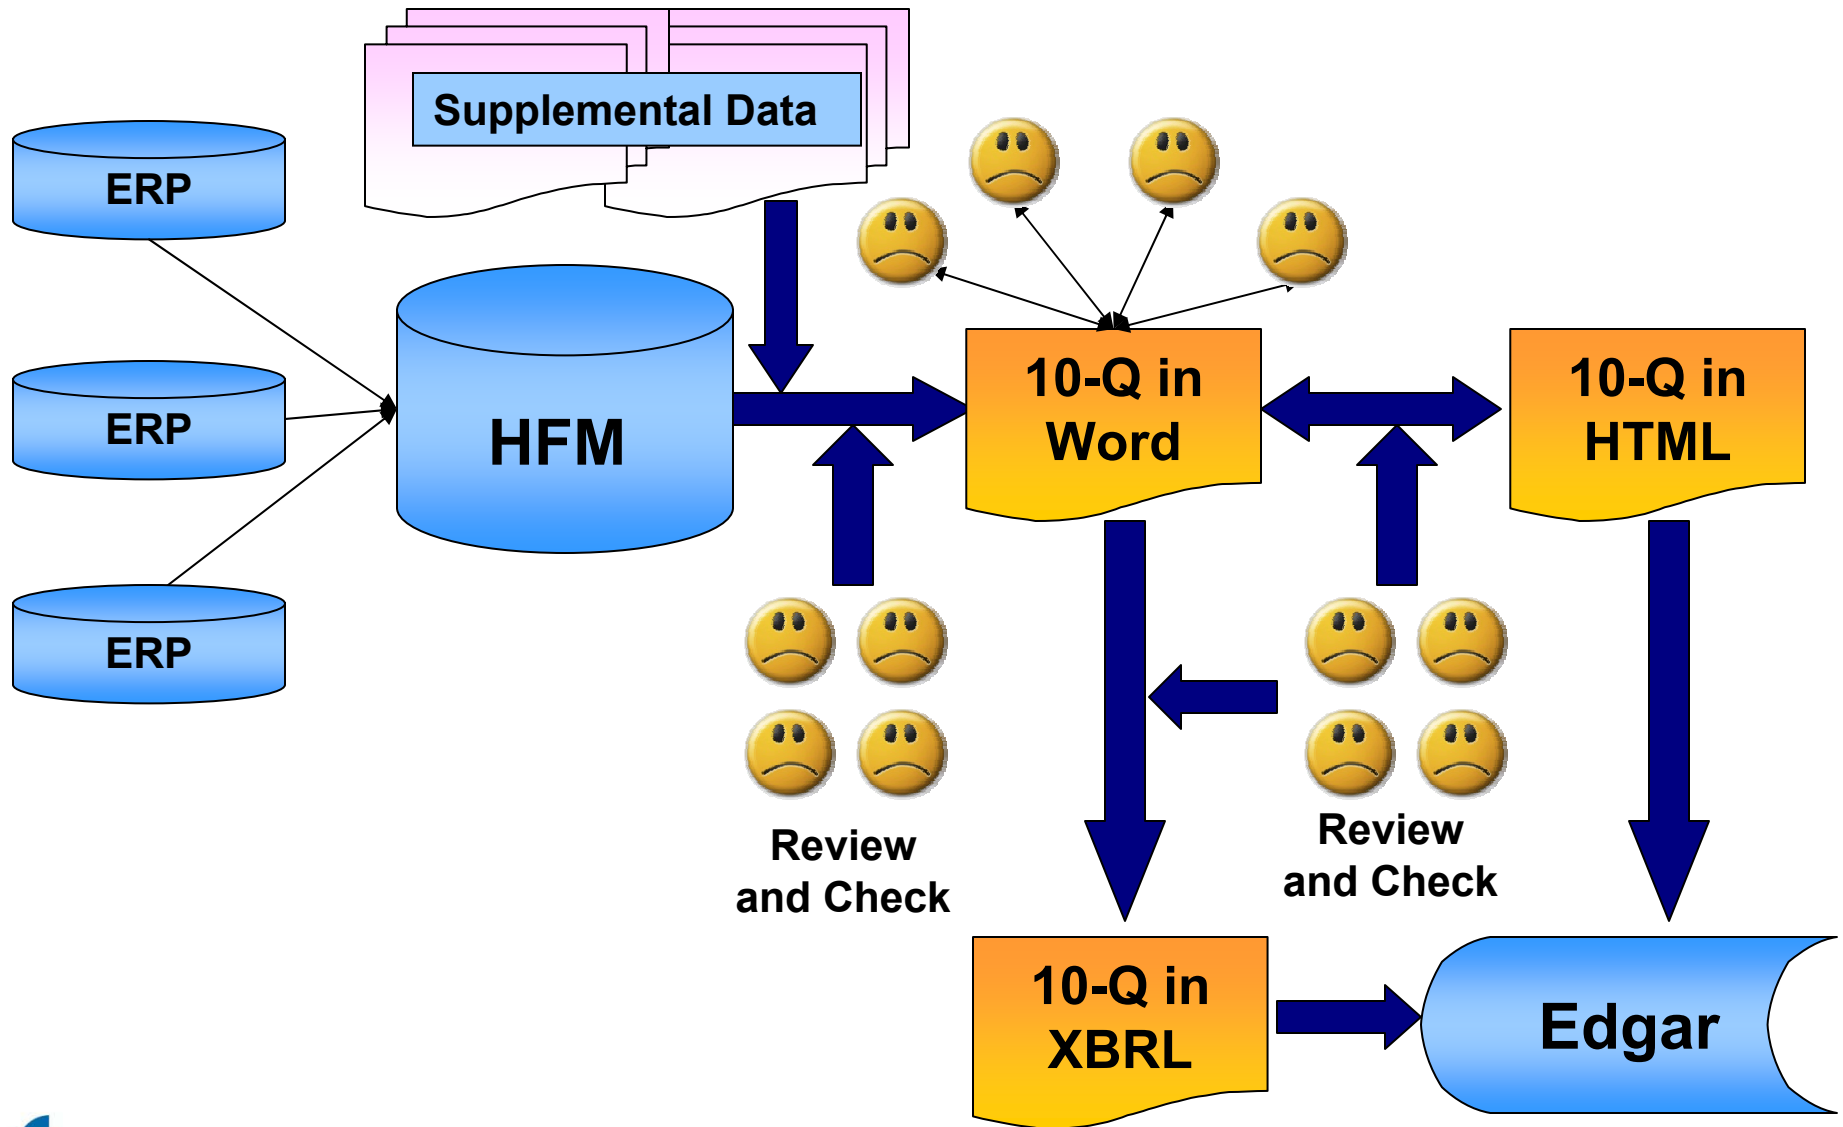 Supplemental Data
ERP
ERP
ERP
HFM
10-Q in
Word
10-Q in
HTML
Review
and Check
Review
and Check
10-Q in
XBRL
Edgar